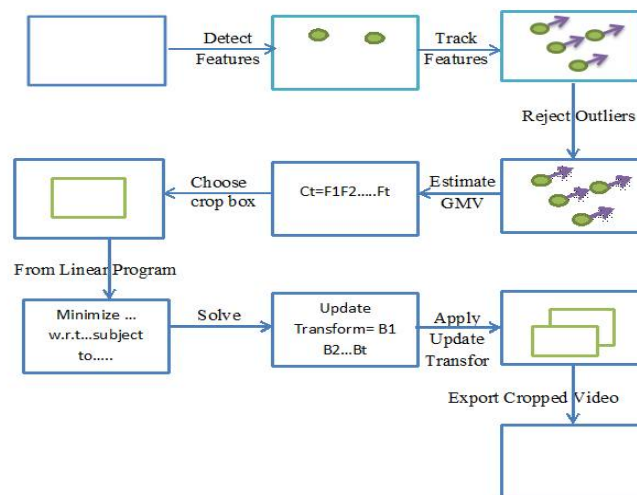 Detect
Features
Track
Features
Reject Outliers
Estimate
GMV
Ct=F1F2.....Ft
Choose
crop box
From Linear Program
Minimize ...
w.r.t...subject
to.....
Solve
Update
Transform= B1
B2...Bt
Apply
Update
Transfor
Export Cropped Video